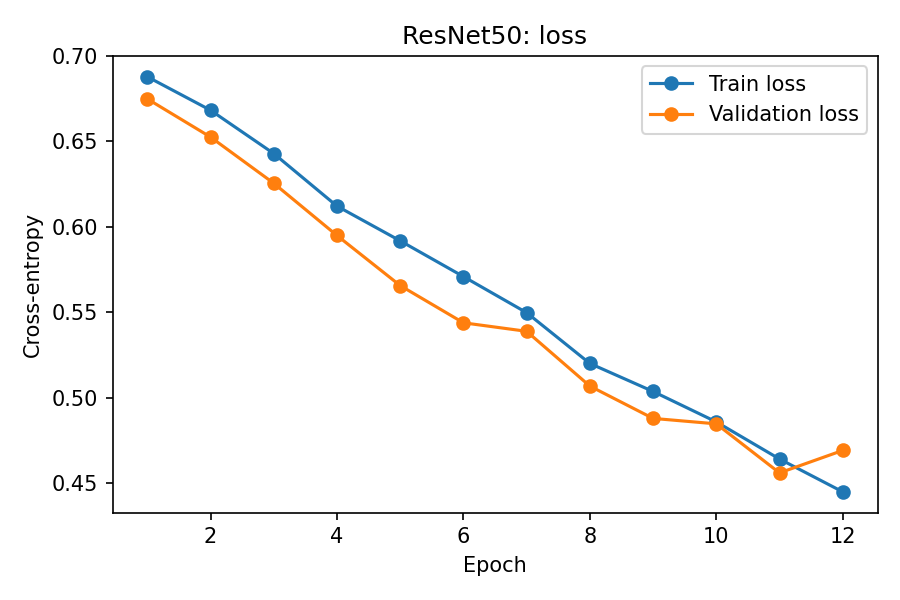 ResNet50: loss
Train loss
Validation loss
Cross-entropy
0.70
0.65
0.60
0.55
0.50
0.45
2 4 6 8 10 12
Epoch